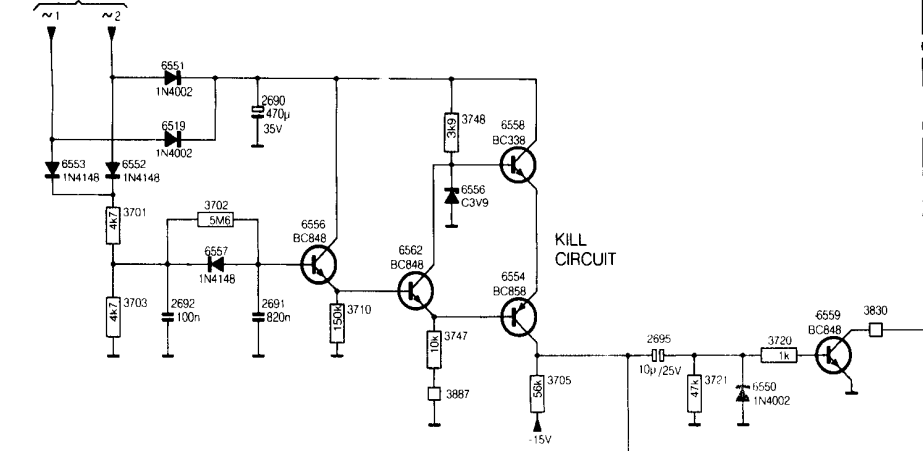 ~1
~2
6551
1N4002
2690
470µ
35V
6519
1N4002
6553
1N4148
6552
1N4148
3748
3k9
6558
BC338
6556
C3V9
3701
4k7
3702
5M6
6557
1N4148
6556
BC848
6562
BC848
KILL
CIRCUIT
6554
BC858
3703
4k7
2692
100n
2691
820n
3710
150k
3747
10k
3887
3705
56k
-15V
2695
10µ/25V
3721
47k
6550
1N4002
3720
1k
6559
BC848
3830